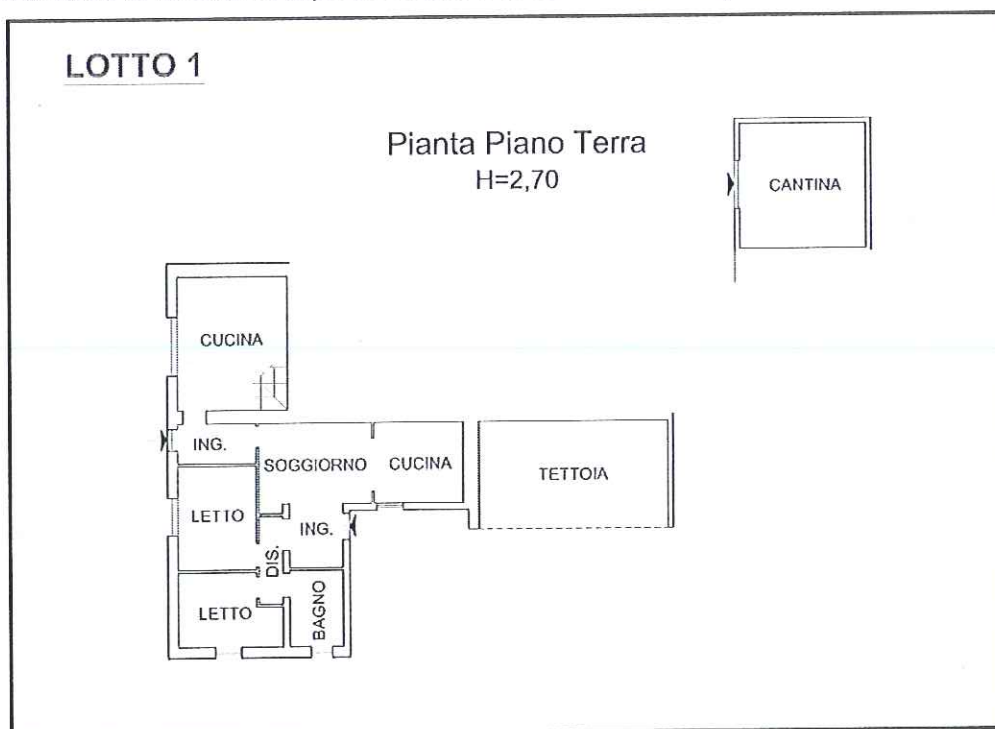 LOTTO 1
Pianta Piano Terra
H=2,70
CANTINA
CUCINA
ING.
SOGGIORNO
CUCINA
TETTOIA
LETTO
ING.
DIS.
LETTO
BAGNO